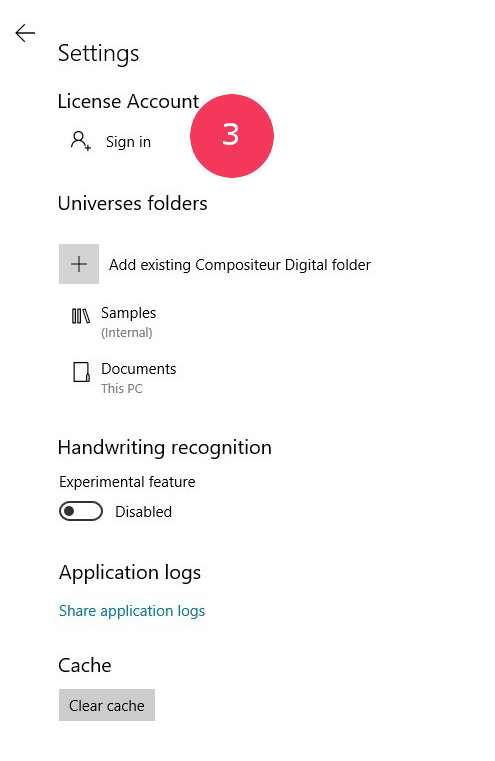 Settings
License Account
Sign in
3
Universes folders
Add existing Compositeur Digital folder
Samples
(Internal)
Documents
This PC
Handwriting recognition
Experimental feature
Disabled
Application logs
Share application logs
Cache
Clear cache